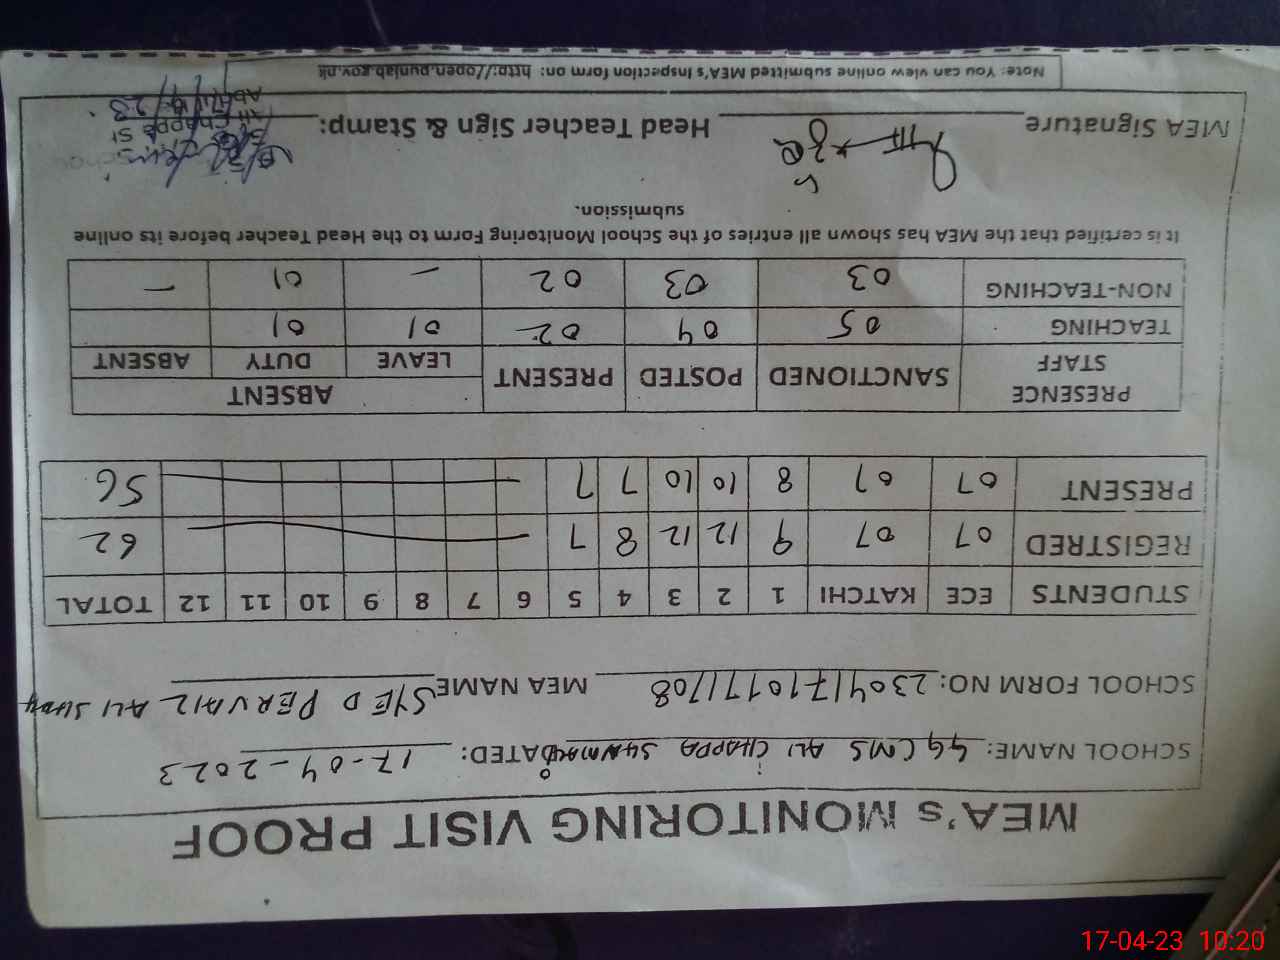 MEA's MONITORING VISIT PROOF
SCHOOL NAME: GG CMS ALI CHAPPA DATED: 17-04-2023
SCHOOL FORM NO: 23041710171708 MEA NAME SYED PERVAIZ ALI SHAH
STUDENTS ECE KATCHI 1 2 3 4 5 6 7 8 9 10 11 12 TOTAL
REGISTRED 07 07 9 12 12 8 7 62
PRESENT 07 07 8 10 10 7 7 56
PRESENCE STAFF SANCTIONED POSTED PRESENT ABSENT
LEAVE DUTY ABSENT
TEACHING 05 04 02 01 01
NON-TEACHING 03 03 02 - 01 -
It is certified that the MEA has shown all entries of the School Monitoring Form to the Head Teacher before its online
submission.
MEA Signature Head Teacher Sign & Stamp:
Note: You can view online submitted MEA's Inspection form on: http://open.punjab.gov.pk
17-04-23 10:20